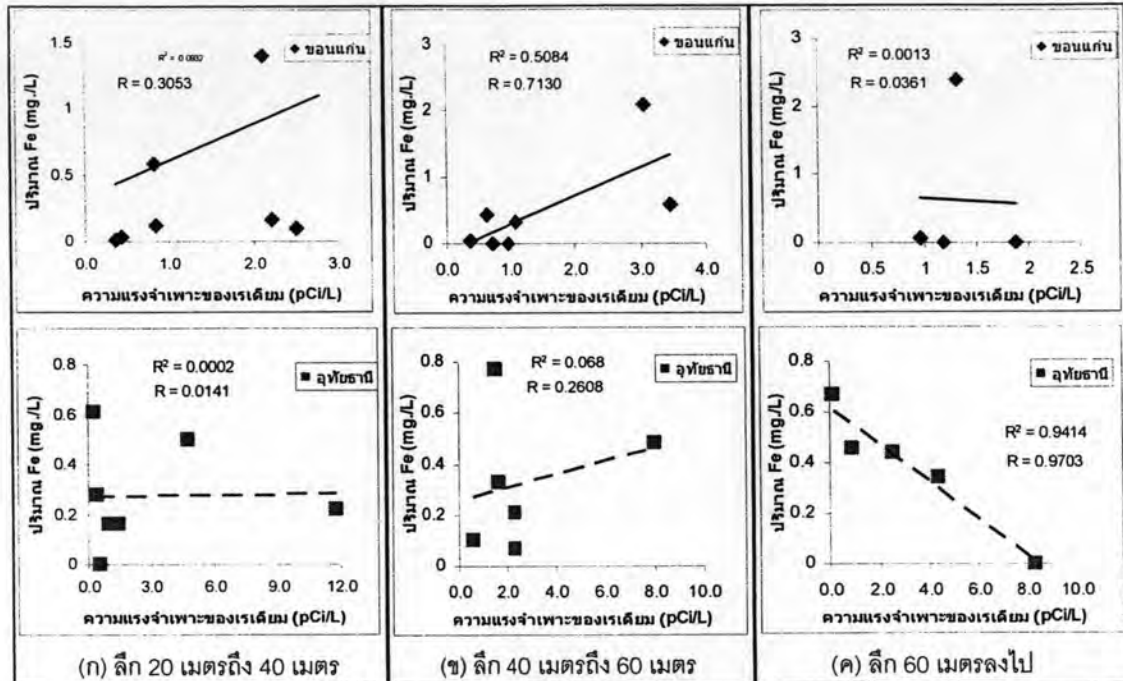 ปริมาณ Fe (mg./L)
1.5
1
0.5
0
0.0 1.0 2.0 3.0
R² = 0.0932
R = 0.3053
ขอนแก่น
ความแรงจำเพาะของเรเดียม (pCi/L)
ปริมาณ Fe (mg./L)
3
2
1
0
0.0 1.0 2.0 3.0 4.0
R² = 0.5084
R = 0.7130
ขอนแก่น
ความแรงจำเพาะของเรเดียม (pCi/L)
ปริมาณ Fe (mg./L)
3
2
1
0
0 0.5 1 1.5 2 2.5
R² = 0.0013
R = 0.0361
ขอนแก่น
ความแรงจำเพาะของเรเดียม (pCi/L)
ปริมาณ Fe (mg./L)
0.8
0.6
0.4
0.2
0
0.0 3.0 6.0 9.0 12.0
R² = 0.0002
R = 0.0141
อุทัยธานี
ความแรงจำเพาะของเรเดียม (pCi/L)
ปริมาณ Fe (mg./L)
0.8
0.6
0.4
0.2
0
0.0 2.0 4.0 6.0 8.0 10.0
R² = 0.068
R = 0.2608
อุทัยธานี
ความแรงจำเพาะของเรเดียม (pCi/L)
ปริมาณ Fe (mg./L)
0.8
0.6
0.4
0.2
0
0.0 2.0 4.0 6.0 8.0 10.0
R² = 0.9414
R = 0.9703
อุทัยธานี
ความแรงจำเพาะของเรเดียม (pCi/L)
(ก) ลึก 20 เมตรถึง 40 เมตร
(ข) ลึก 40 เมตรถึง 60 เมตร
(ค) ลึก 60 เมตรลงไป